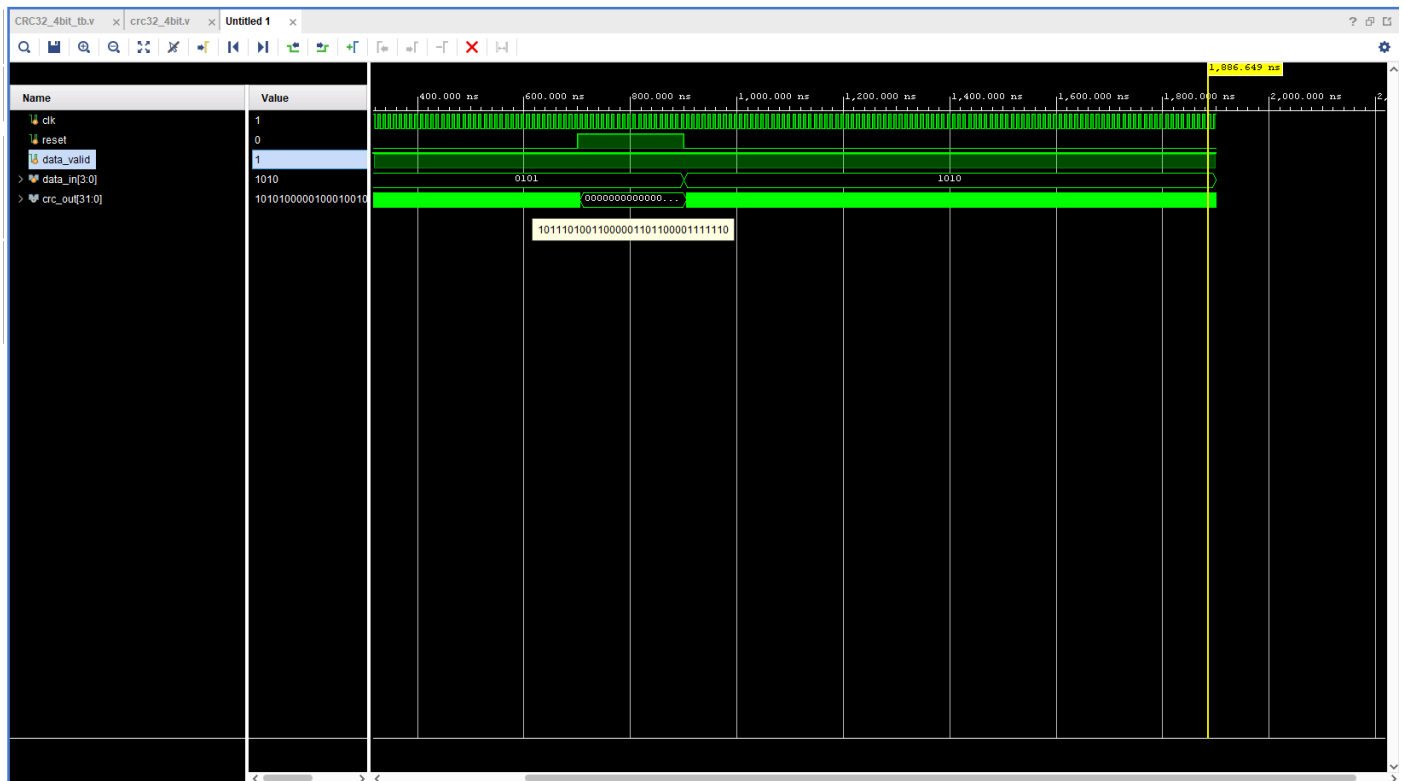 CRC32_4bit_tb.v × crc32_4bit.v × Untitled 1 × ?
1,886.649 ns
Name Value
400.000 ns 600.000 ns 800.000 ns 1,000.000 ns 1,200.000 ns 1,400.000 ns 1,600.000 ns 1,800.000 ns 2,000.000 ns 2,
clk 1
reset 0
data_valid 1
data_in[3:0] 1010 0101 1010
crc_out[31:0] 1010100000100010010 0000000000000...